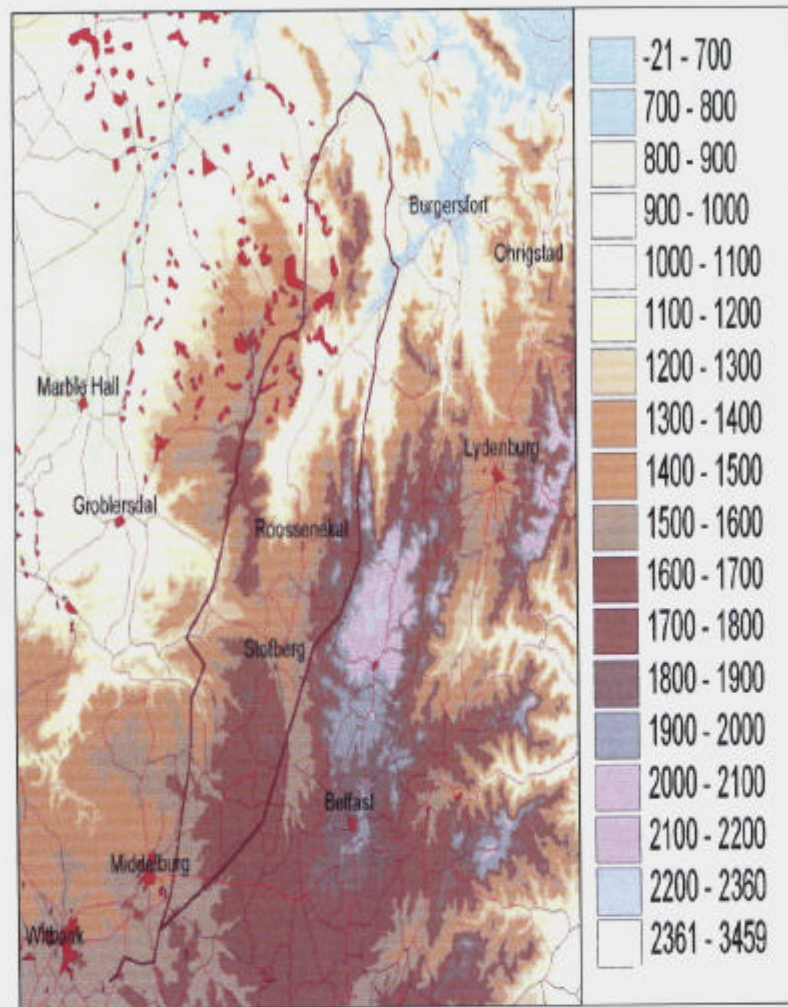 Burgersfort
Ohrigstad
Marble Hall
Lydenburg
Groblersdal
Roossenekal
Stofberg
Belfast
Middelburg
Witbank
-21 - 700
700 - 800
800 - 900
900 - 1000
1000 - 1100
1100 - 1200
1200 - 1300
1300 - 1400
1400 - 1500
1500 - 1600
1600 - 1700
1700 - 1800
1800 - 1900
1900 - 2000
2000 - 2100
2100 - 2200
2200 - 2360
2361 - 3459